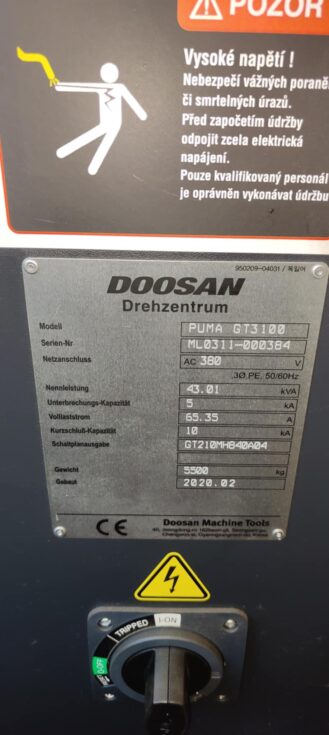 POZOR
Vysoké napětí !
Nebezpečí vážných poraně
či smrtelných úrazů.
Před započetím údržby
odpojit zcela elektrická
napájení.
Pouze kvalifikovaný personál
je oprávněn vykonávat údržbu
950209-04031 / 독일어
DOOSAN
Drehzentrum
Modell PUMA GT3100
Serien-Nr ML0311-000384
Netzanschluss AC 380 V
3Ø,PE, 50/60Hz
Nennleistung 43.01 kVA
Unterbrechungs-Kapazität 5 kA
Volllaststrom 65.35 A
Kurzschluß-Kapazität 10 kA
Schaltplanausgabe GT210MH840A04
Gewicht 5500 kg
Gebaut 2020.02
CE Doosan Machine Tools
TRIPPED
I-ON
O-OFF